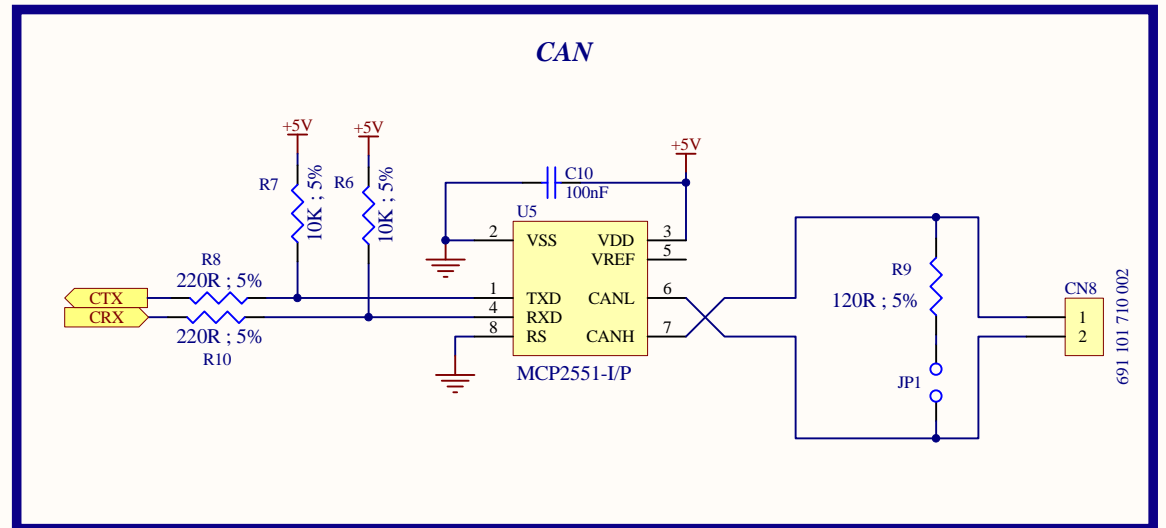 CAN
+5V
+5V
+5V
R7
10K ; 5%
R6
10K ; 5%
C10
100nF
U5
2
VSS
VDD
3
VREF
5
R8
220R ; 5%
CTX
CRX
220R ; 5%
R10
1
TXD
CANL
6
4
RXD
8
RS
CANH
7
MCP2551-I/P
R9
120R ; 5%
JP1
CN8
1
2
691 101 710 002